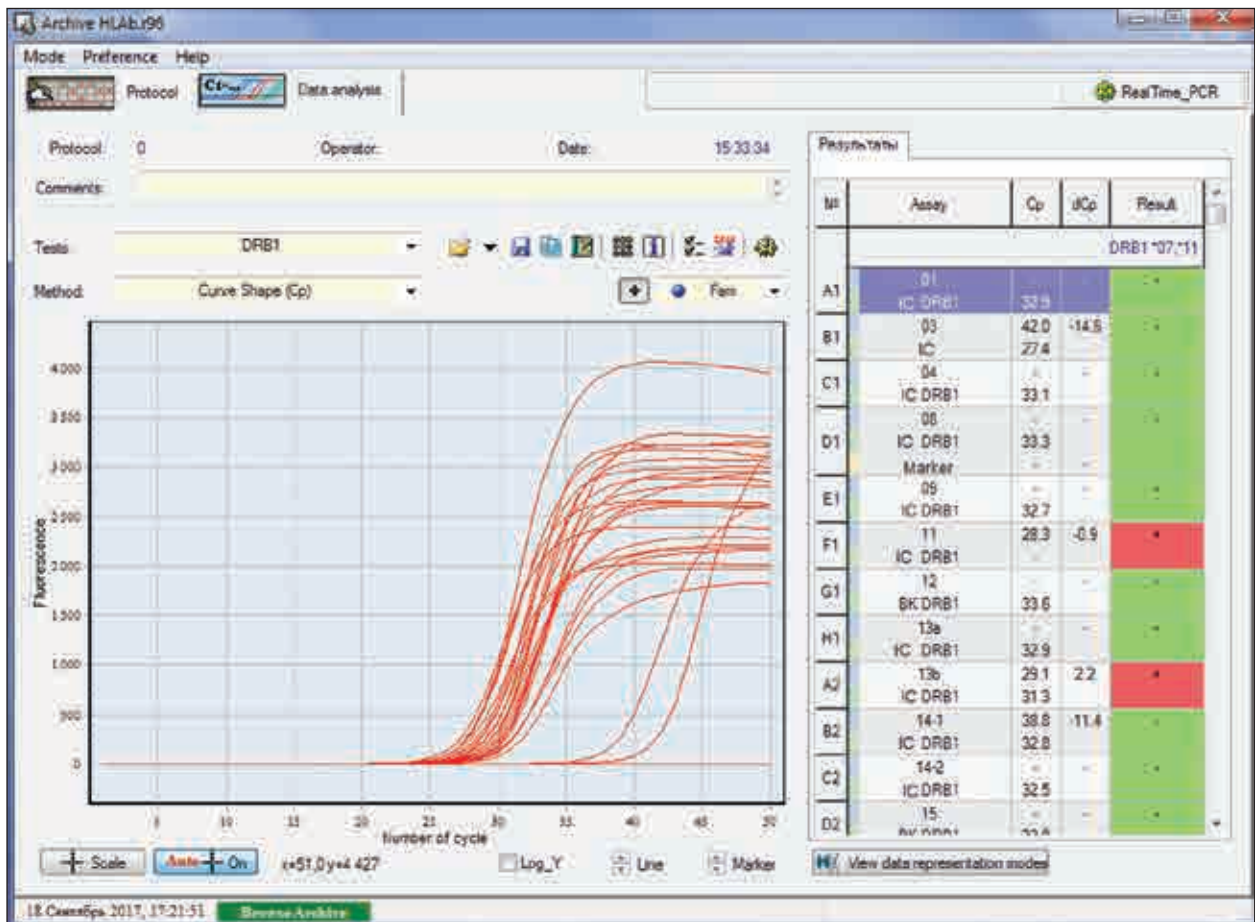 Archive HLAb.r96
Mode Preference Help
Protocol Data analysis RealTime_PCR
Protocol: 0 Operator: Date: 15:33:34
Comments:
Tests DRB1
Method: Curve Shape (Cp) Fam
Fluorescence
4 000
3 500
3 000
2 500
2 000
1 500
1 000
500
0
5 10 15 20 25 30 35 40 45 50
Number of cycle
Scale Auto On x=51,0 y=4 427 Log_Y Line Marker
Результаты
№ Assay Cp dCp Result
DRB1 *07,*11
A1 01 - - -
IC DRB1 32.9
B1 03 42.0 -14.6 -
IC 27.4
C1 04 - - -
IC DRB1 33.1
D1 08 - - -
IC DRB1 33.3
Marker - -
E1 09 - - -
IC DRB1 32.7
F1 11 28.3 -0.9 +
IC DRB1 -
G1 12 - - -
BK DRB1 33.6
H1 13a - - -
IC DRB1 32.9
A2 13b 29.1 2.2 +
IC DRB1 31.3
B2 14-1 38.8 -11.4 -
IC DRB1 32.8
C2 14-2 - - -
IC DRB1 32.5
D2 15 - - -
View data representation modes
18 Сентябрь 2017, 17:21:51 Browse Archive